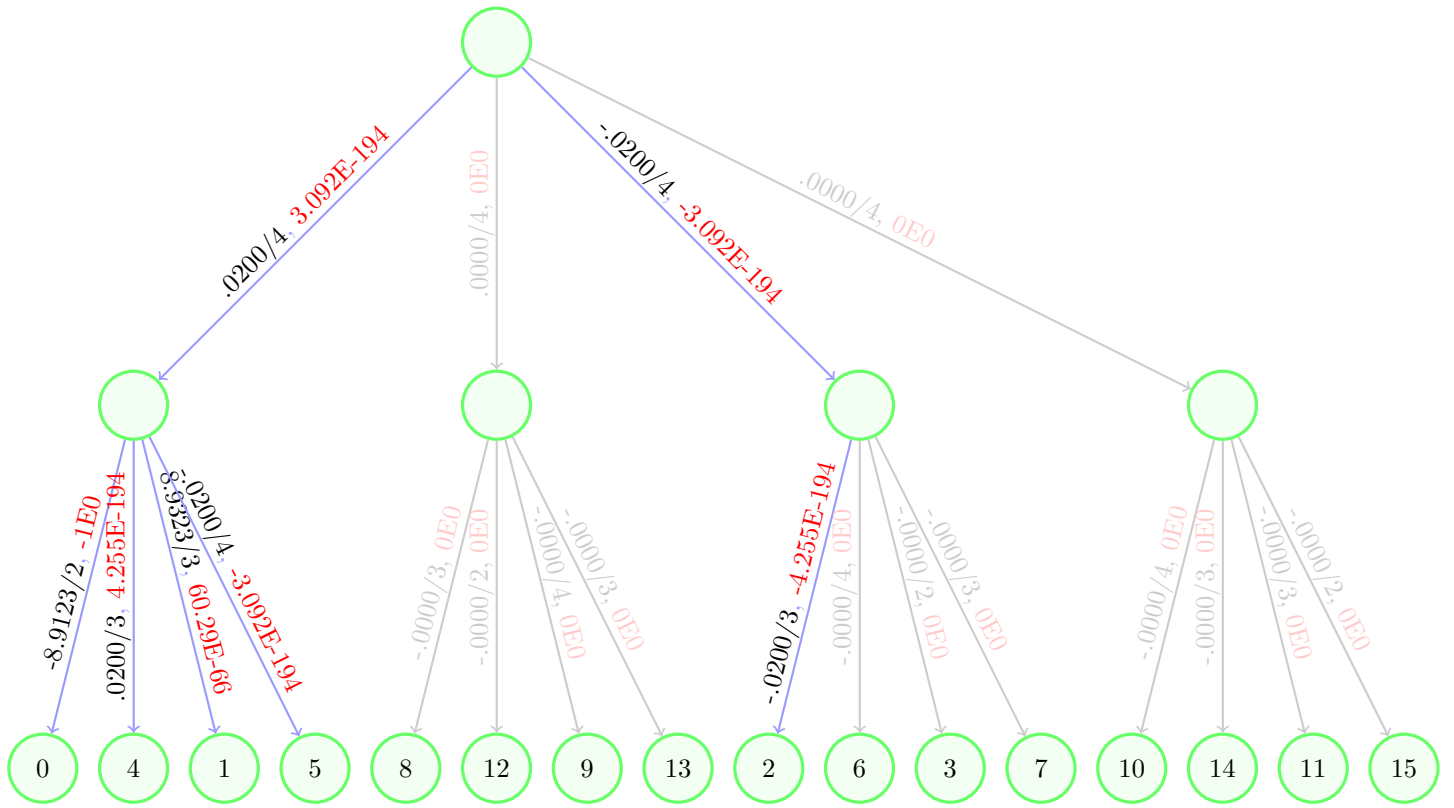 .0200/4, 3.092E-194
.0000/4, 0E0
-.0200/4, -3.092E-194
.0000/4, 0E0
-8.9123/2, -1E0
.0200/3, 4.255E-194
8.9323/3, 60.29E-66
-.0200/4, -3.092E-194
-.0000/3, 0E0
-.0000/2, 0E0
-.0000/4, 0E0
-.0000/3, 0E0
-.0200/3, -4.255E-194
-.0000/4, 0E0
-.0000/2, 0E0
-.0000/3, 0E0
-.0000/4, 0E0
-.0000/3, 0E0
-.0000/3, 0E0
-.0000/2, 0E0
0 4 1 5 8 12 9 13 2 6 3 7 10 14 11 15